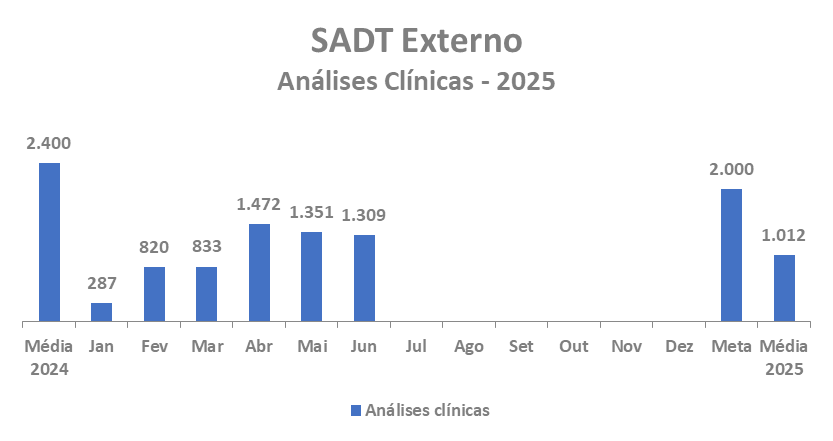 SADT Externo
Análises Clínicas - 2025
2.400
287
820
833
1.472
1.351
1.309
2.000
1.012
Média 2024
Jan
Fev
Mar
Abr
Mai
Jun
Jul
Ago
Set
Out
Nov
Dez
Meta
Média 2025
Análises clínicas